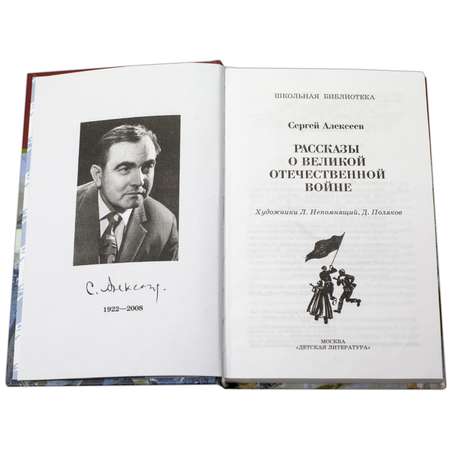 С. Алексеев.
1922—2008
ШКОЛЬНАЯ БИБЛИОТЕКА
Сергей Алексеев
РАССКАЗЫ
О ВЕЛИКОЙ
ОТЕЧЕСТВЕННОЙ
ВОЙНЕ
Художники Л. Непомнящий, Д. Поляков
МОСКВА
«ДЕТСКАЯ ЛИТЕРАТУРА»